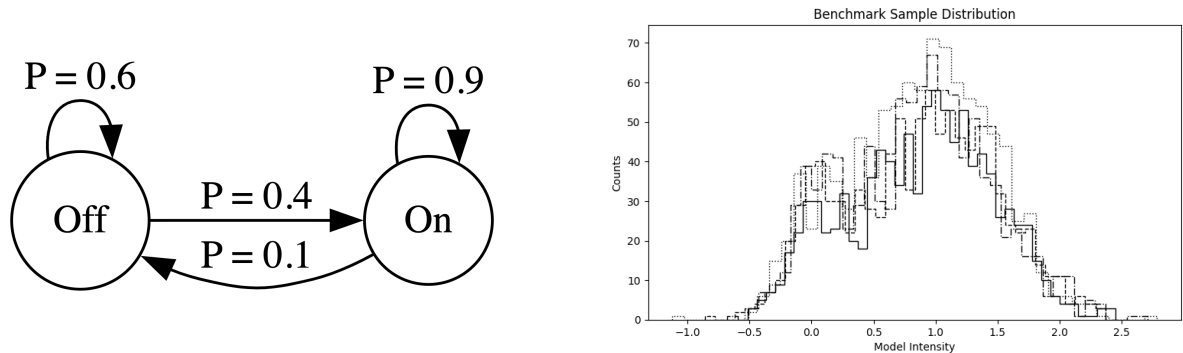 P = 0.6
P = 0.9
Off
P = 0.4
P = 0.1
On
Benchmark Sample Distribution
Counts
70
60
50
40
30
20
10
0
−1.0 −0.5 0.0 0.5 1.0 1.5 2.0 2.5
Model Intensity